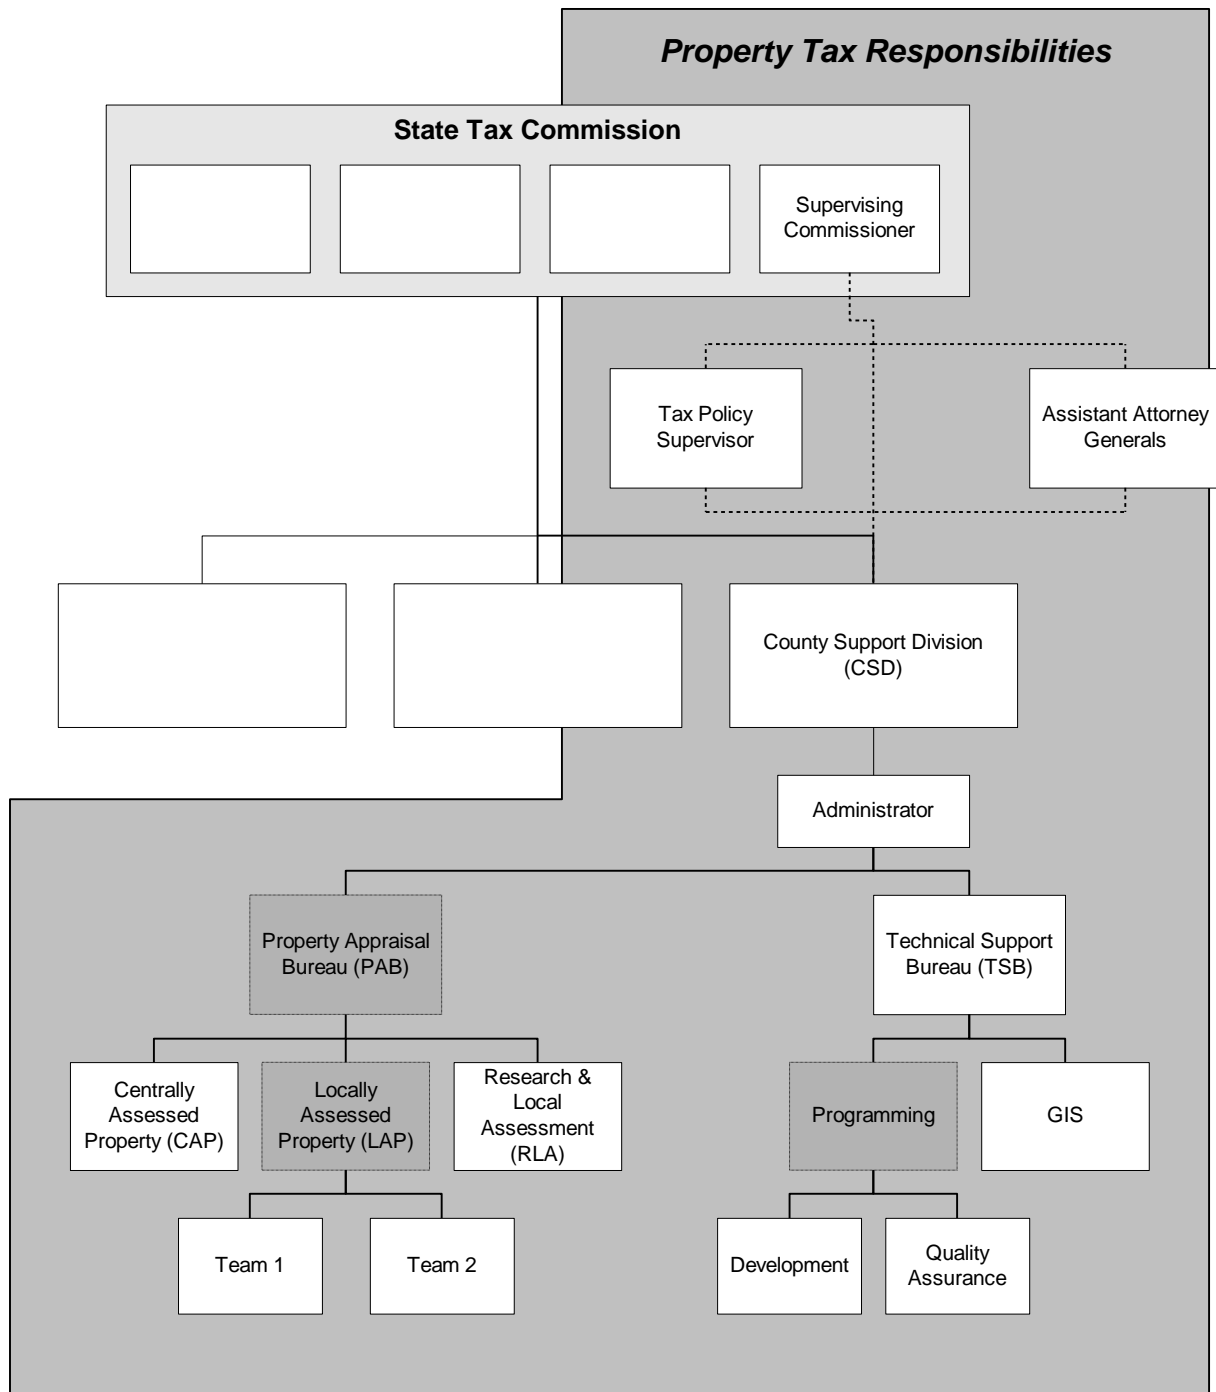 Property Tax Responsibilities
State Tax Commission
Supervising
Commissioner
Tax Policy
Supervisor
Assistant Attorney
Generals
County Support Division
(CSD)
Administrator
Property Appraisal
Bureau (PAB)
Technical Support
Bureau (TSB)
Centrally
Assessed
Property (CAP)
Locally
Assessed
Property (LAP)
Research &
Local
Assessment
(RLA)
Programming
GIS
Team 1
Team 2
Development
Quality
Assurance